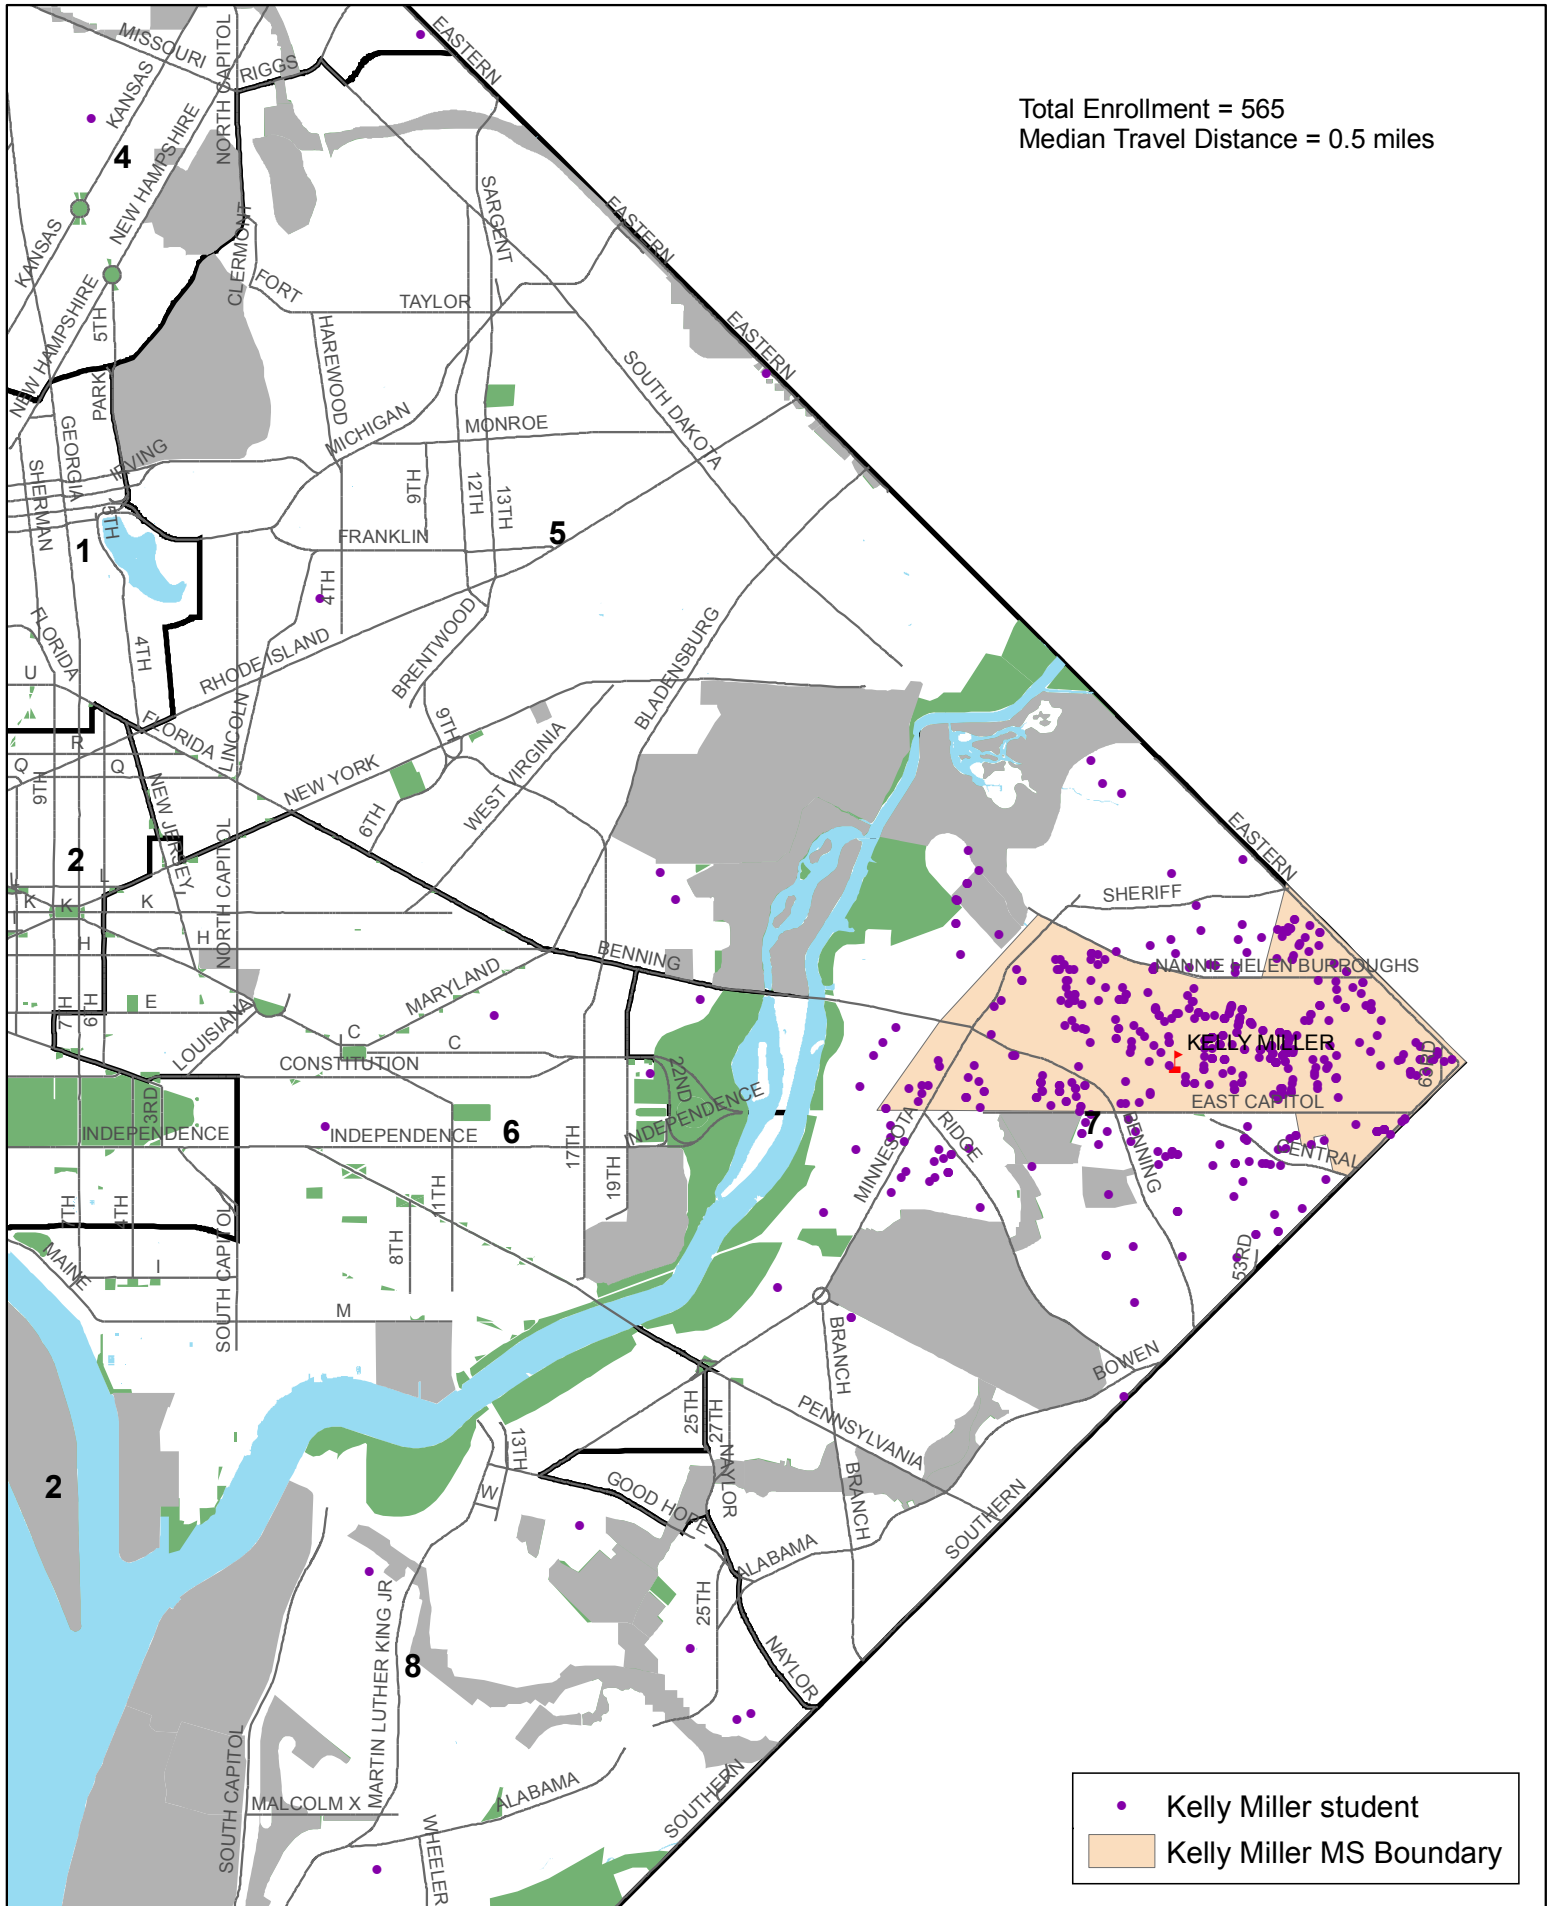 EASTERN
MISSOURI
NORTH CAPITOL
RIGGS
KANSAS
Total Enrollment = 565
Median Travel Distance = 0.5 miles
4
NEW HAMPSHIRE
SARGENT
KANSAS
CLERMONT
EASTERN
FORT
TAYLOR
NEW HAMPSHIRE
5TH
HAREWOOD
EASTERN
PARK
SOUTH DAKOTA
GEORGIA
MICHIGAN
MONROE
IRVING
SHERMAN
9TH
12TH
13TH
5TH
1
FRANKLIN
5
4TH
FLORIDA
4TH
RHODE ISLAND
BRENTWOOD
BLADENSBURG
U
LINCOLN
FLORIDA
9TH
R
Q
Q
9TH
NEW JERSEY
NEW YORK
WEST VIRGINIA
6TH
NORTH CAPITOL
EASTERN
2
L
L
K
K
K
I
SHERIFF
H
H
BENNING
MARYLAND
NANNIE HELEN BURROUGHS
7TH
6TH
E
LOUISIANA
C
C
CONSTITUTION
KELLY MILLER
63RD
22ND
3RD
INDEPENDENCE
EAST CAPITOL
INDEPENDENCE
INDEPENDENCE
6
17TH
19TH
MINNESOTA
RIDGE
7
BENNING
CENTRAL
7TH
4TH
11TH
8TH
SOUTH CAPITOL
MAINE
I
53RD
M
BRANCH
BOWEN
25TH
27TH
PENNSYLVANIA
13TH
NAYLOR
W
GOOD HOPE
BRANCH
SOUTHERN
2
ALABAMA
MARTIN LUTHER KING JR
25TH
NAYLOR
8
SOUTH CAPITOL
MALCOLM X
ALABAMA
SOUTHERN
WHEELER
Kelly Miller student
Kelly Miller MS Boundary